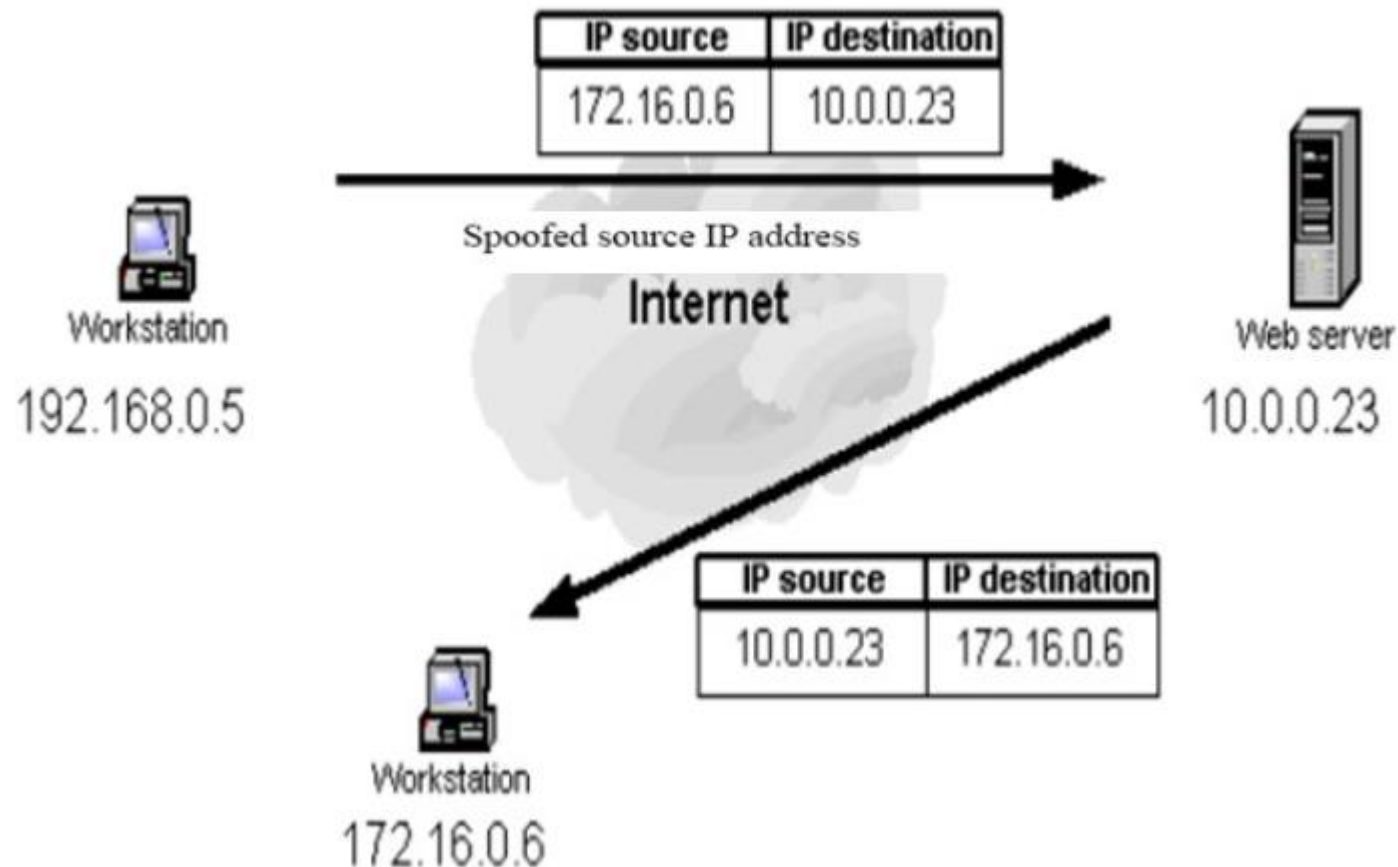 IP source IP destination
172.16.0.6 10.0.0.23
Spoofed source IP address
Internet
Workstation
192.168.0.5
Web server
10.0.0.23
IP source IP destination
10.0.0.23 172.16.0.6
Workstation
172.16.0.6